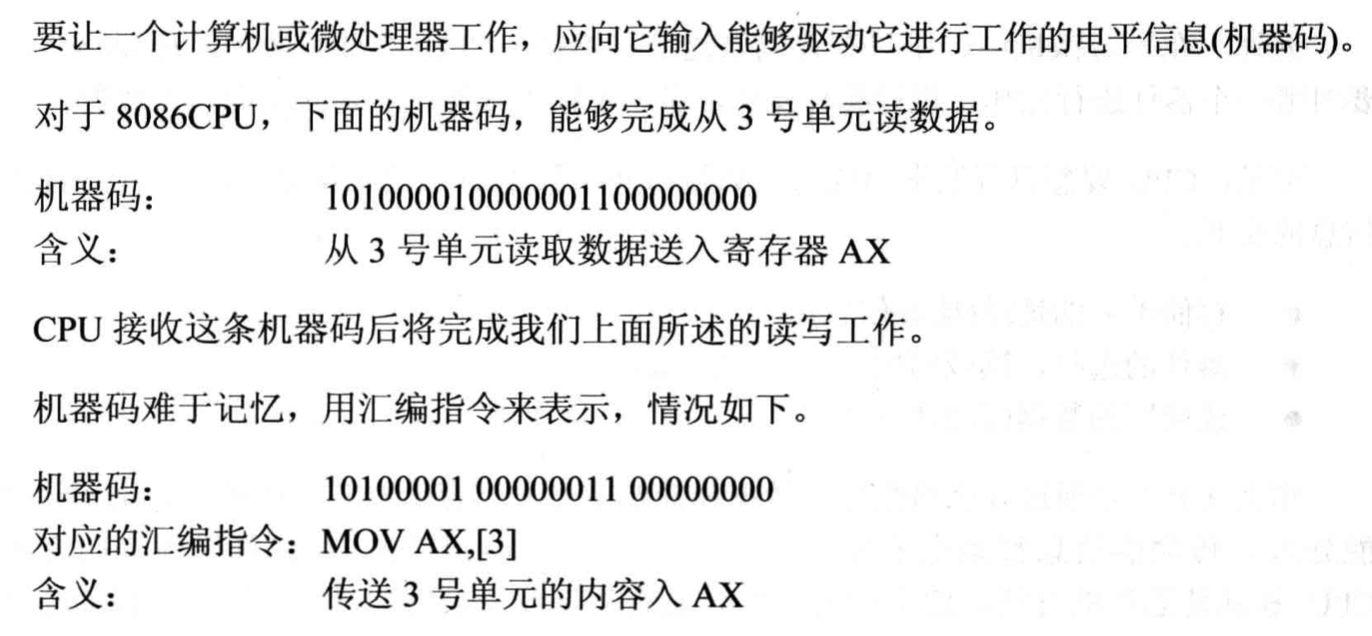 要让一个计算机或微处理器工作，应向它输入能够驱动它进行工作的电平信息(机器码)。
对于 8086CPU，下面的机器码，能够完成从 3 号单元读数据。
机器码： 101000010000001100000000
含义： 从 3 号单元读取数据送入寄存器 AX
CPU 接收这条机器码后将完成我们上面所述的读写工作。
机器码难于记忆，用汇编指令来表示，情况如下。
机器码： 10100001 00000011 00000000
对应的汇编指令：MOV AX,[3]
含义： 传送 3 号单元的内容入 AX